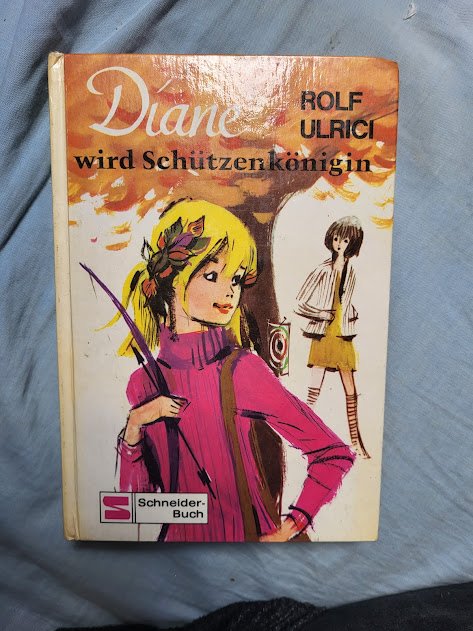 Diane
ROLF
ULRICI
wird Schützenkönigin
Schneider-
Buch